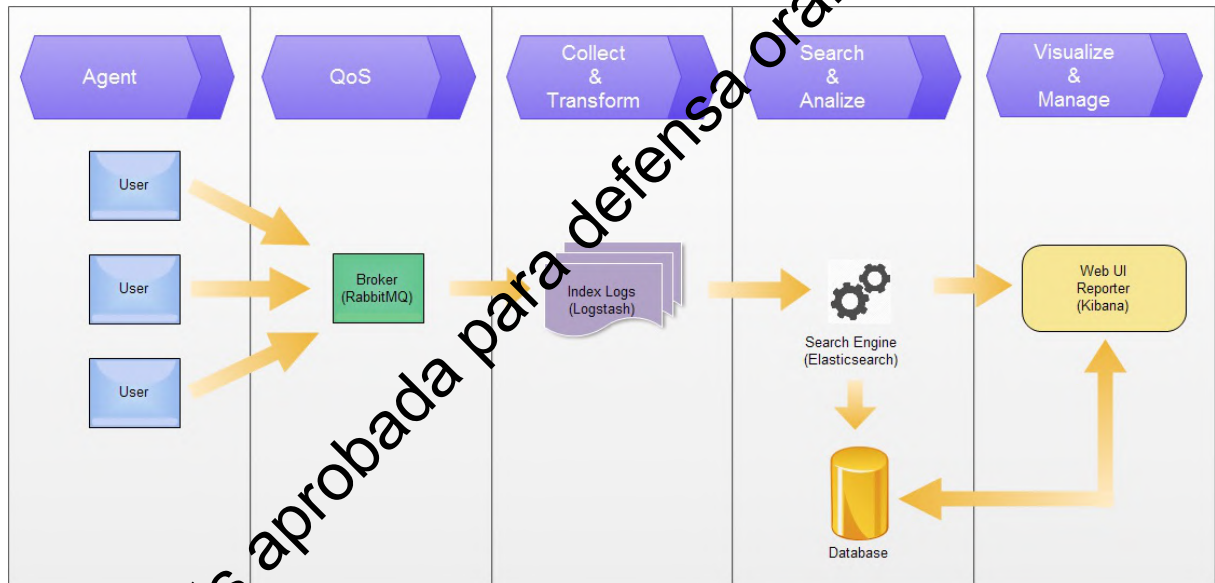 Agent
QoS
Collect
&
Transform
Search
&
Analize
Visualize
&
Manage
User
User
User
Broker
(RabbitMQ)
Index Logs
(Logstash)
Search Engine
(Elasticsearch)
Web UI
Reporter
(Kibana)
Database
aprobada para defensa